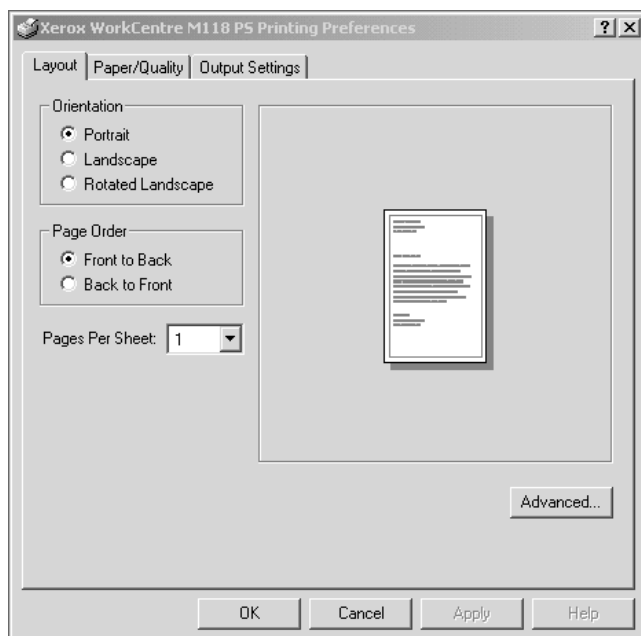 Xerox WorkCentre M118 PS Printing Preferences
Layout
Paper/Quality
Output Settings
Orientation
Portrait
Landscape
Rotated Landscape
Page Order
Front to Back
Back to Front
Pages Per Sheet: 1
Advanced...
OK
Cancel
Apply
Help